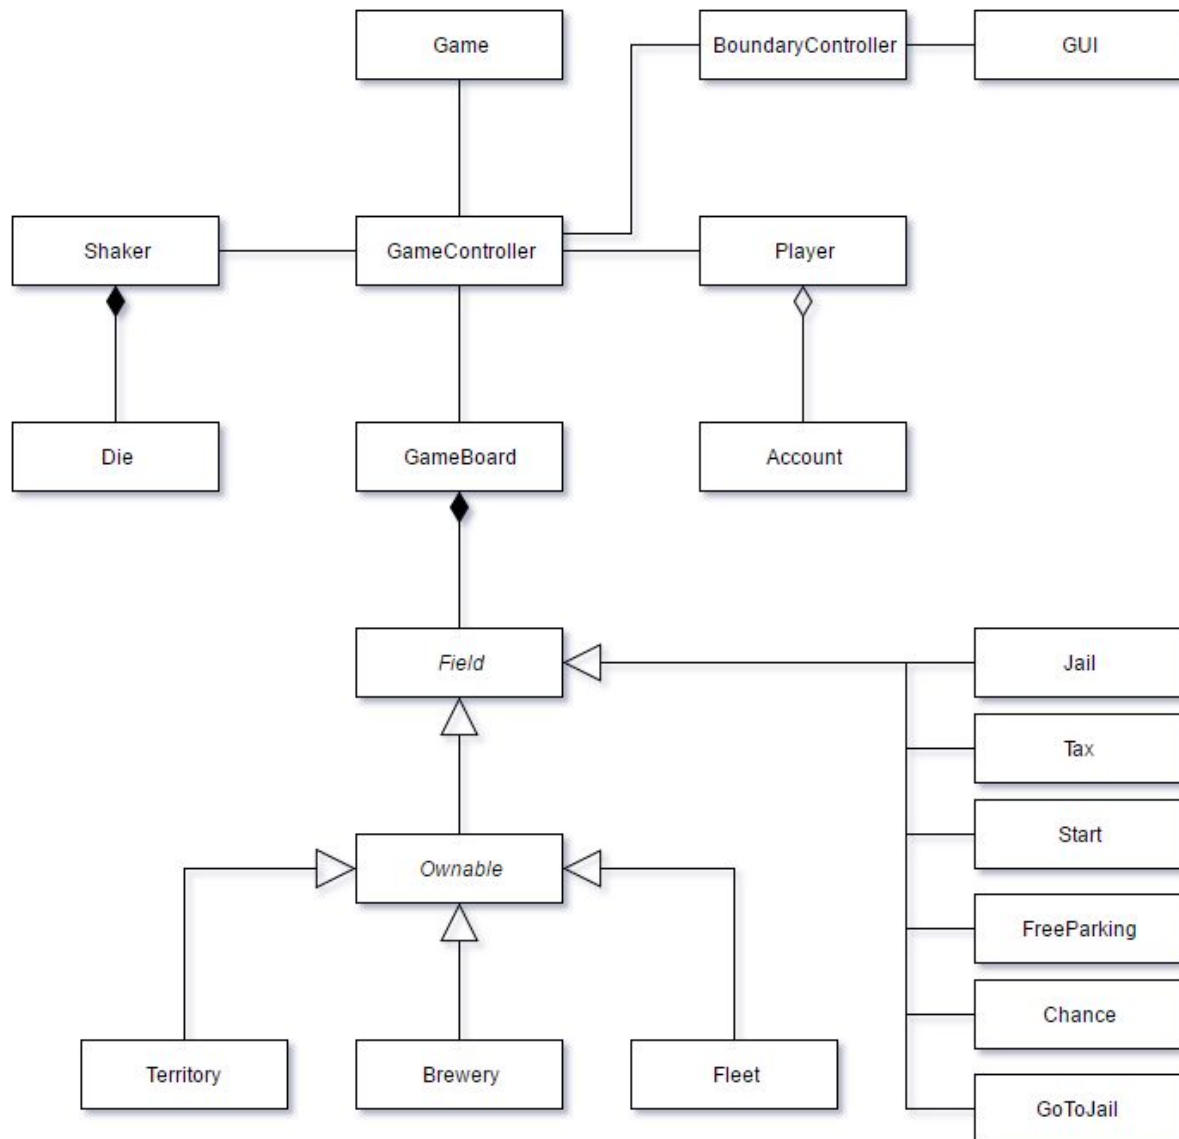 Game
BoundaryController
GUI
Shaker
GameController
Player
Die
GameBoard
Account
Field
Jail
Tax
Start
Ownable
FreeParking
Chance
Territory
Brewery
Fleet
GoToJail